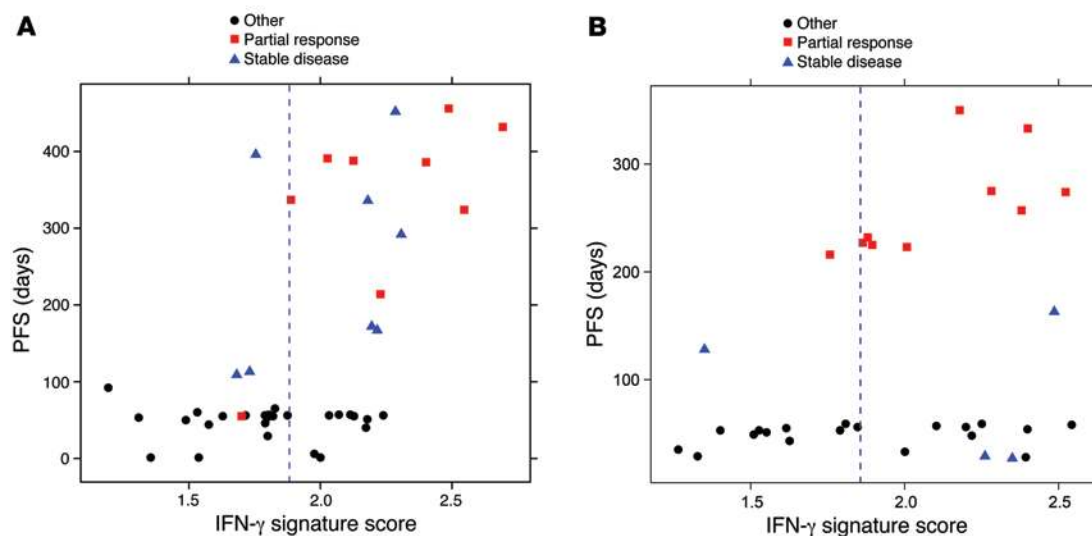 A
Other
Partial response
Stable disease
400
300
200
100
0
PFS (days)
1.5 2.0 2.5
IFN-γ signature score
B
Other
Partial response
Stable disease
300
200
100
PFS (days)
1.5 2.0 2.5
IFN-γ signature score